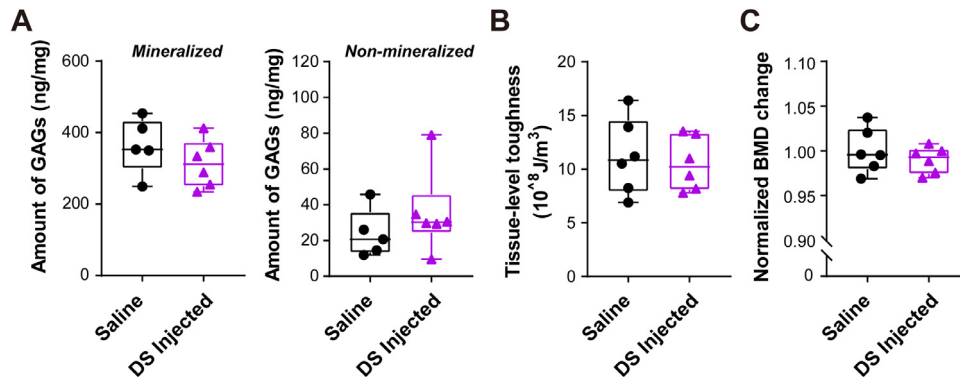 A
Mineralized
Amount of GAGs (ng/mg)
600
400
200
0
Saline
DS Injected
Non-mineralized
Amount of GAGs (ng/mg)
120
100
80
60
40
20
0
Saline
DS Injected
B
Tissue-level toughness
(10^8J/m³)
20
15
10
5
0
Saline
DS Injected
C
Normalized BMD change
1.10
1.05
1.00
0.95
0.90
0
Saline
DS Injected